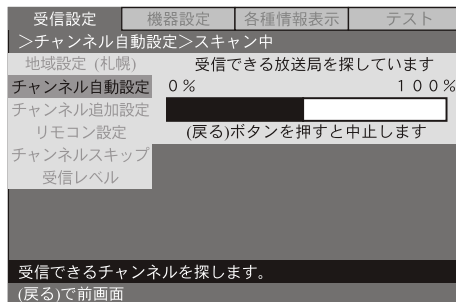 受信設定 機器設定 各種情報表示 テスト
＞チャンネル自動設定＞スキャン中
地域設定 (札幌)
受信できる放送局を探しています
チャンネル自動設定
0% 100%
チャンネル追加設定
リモコン設定
(戻る)ボタンを押すと中止します
チャンネルスキップ
受信レベル
受信できるチャンネルを探します。
(戻る)で前画面